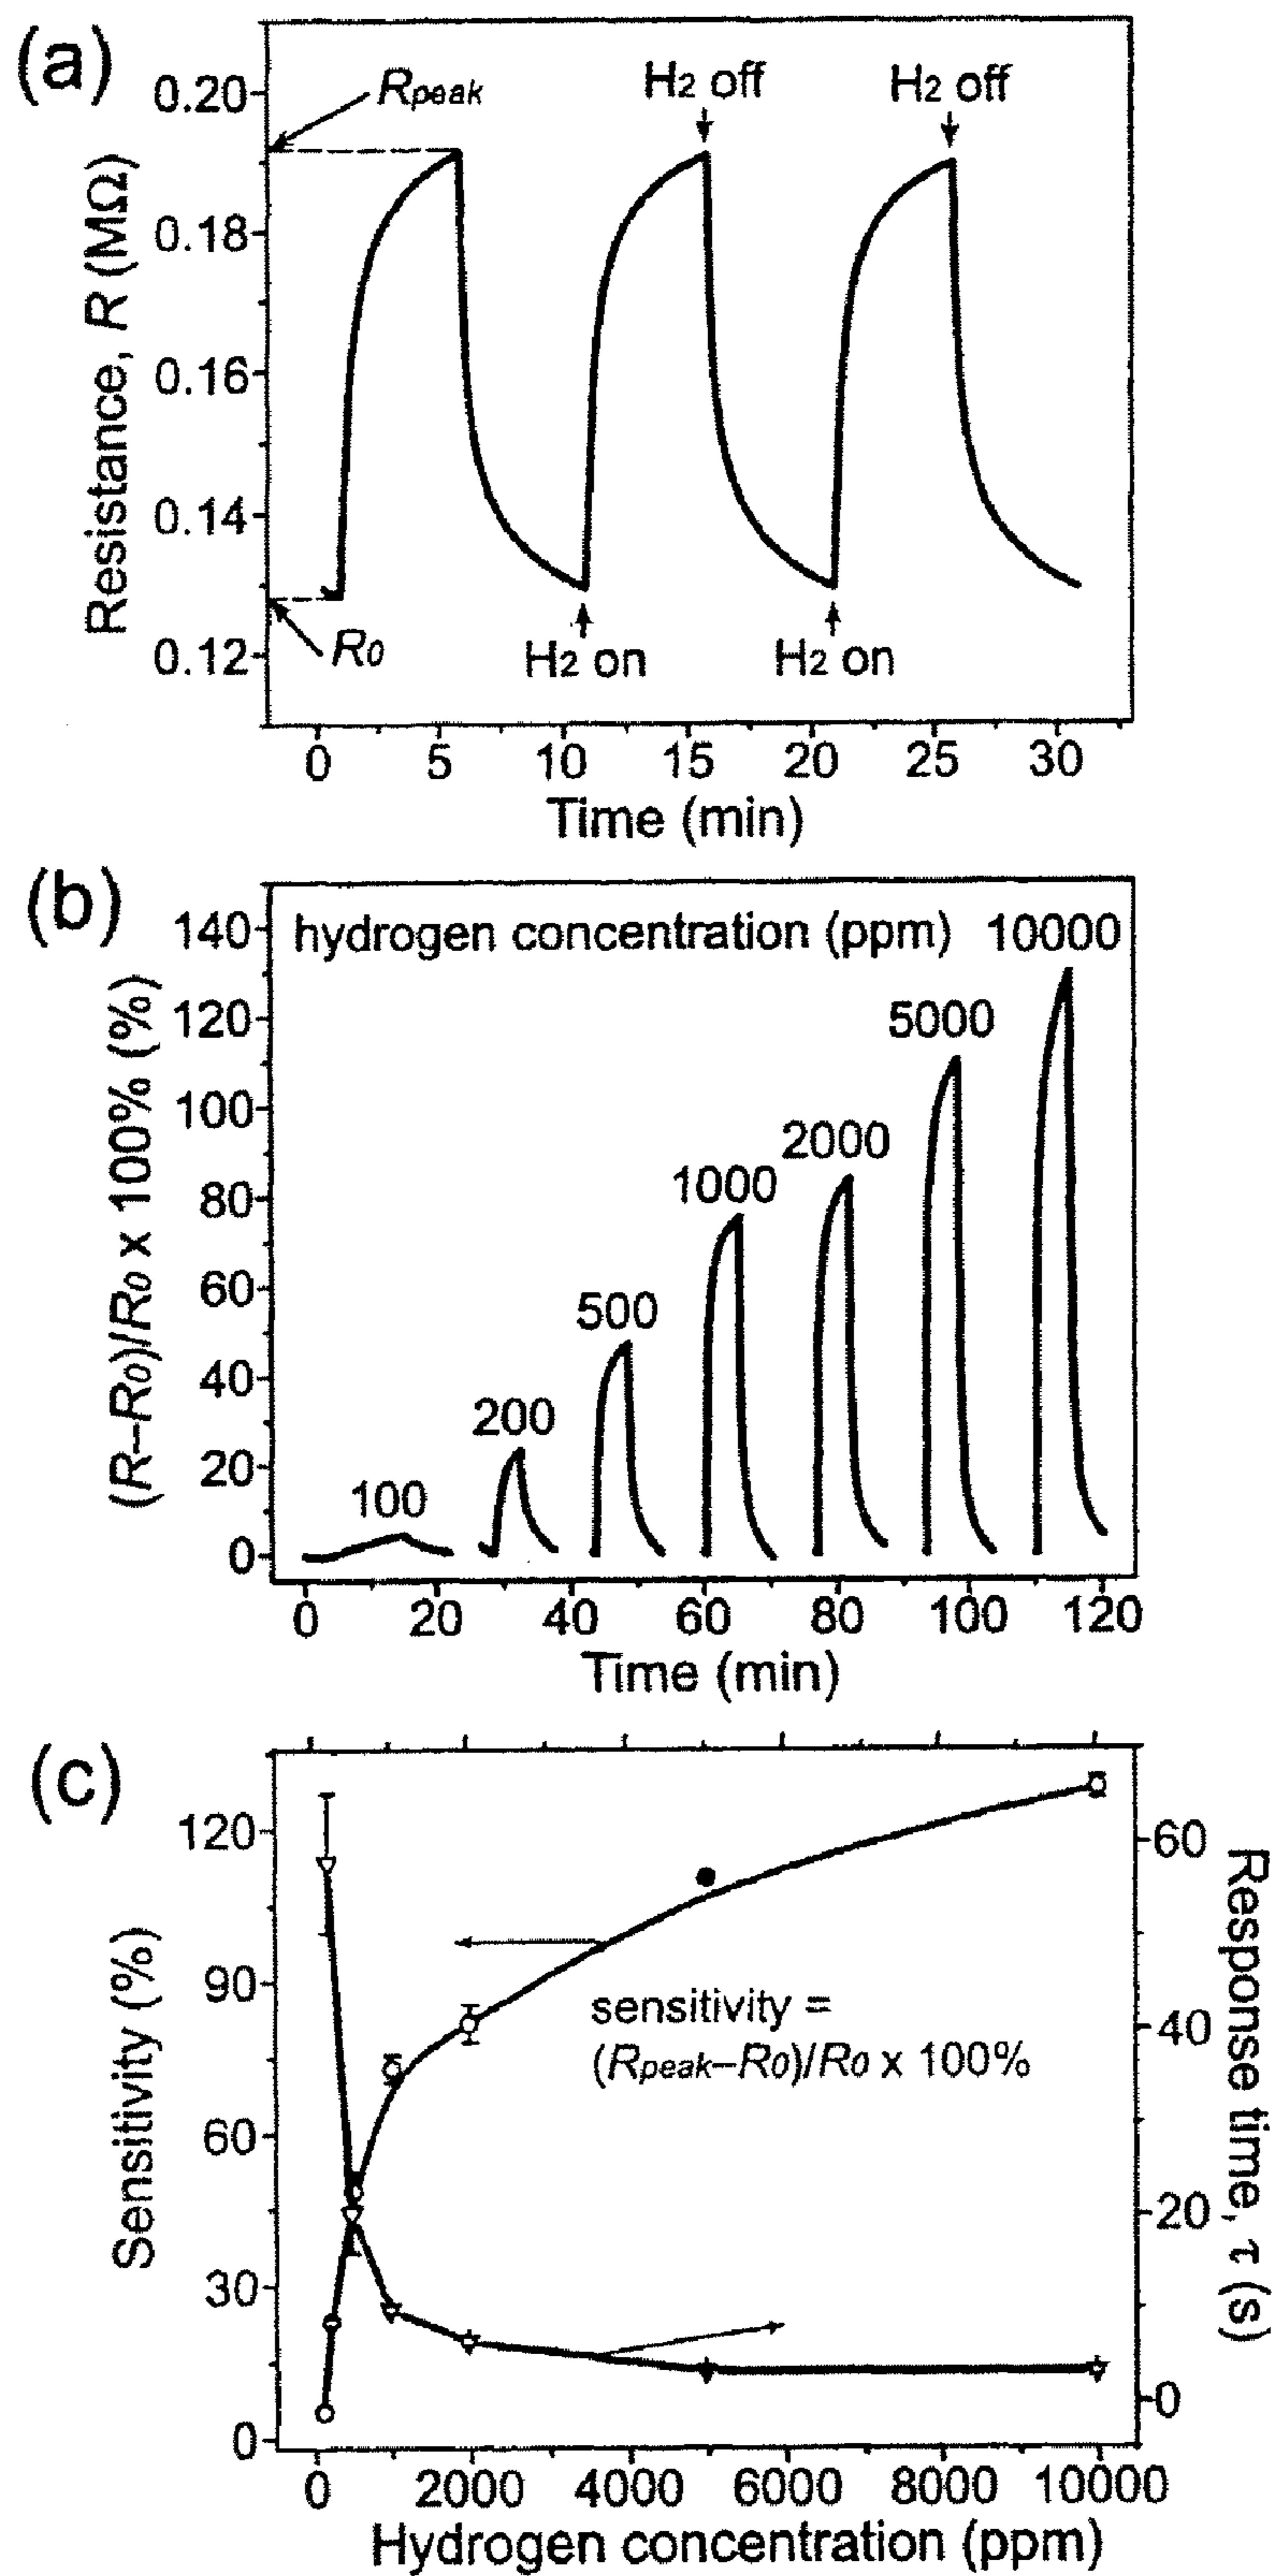 (a)
Rpeak
H2 off
H2 off
0.20
0.18
0.16
0.14
0.12
Resistance, R (MΩ)
R0
H2 on
H2 on
0 5 10 15 20 25 30
Time (min)
(b)
hydrogen concentration (ppm) 10000
5000
2000
1000
500
200
100
140
120
100
80
60
40
20
0
(R–R0)/R0 x 100% (%)
0 20 40 60 80 100 120
Time (min)
(c)
120
90
60
30
0
Sensitivity (%)
sensitivity =
(Rpeak–R0)/R0 x 100%
60
40
20
0
Response time, τ (s)
0 2000 4000 6000 8000 10000
Hydrogen concentration (ppm)